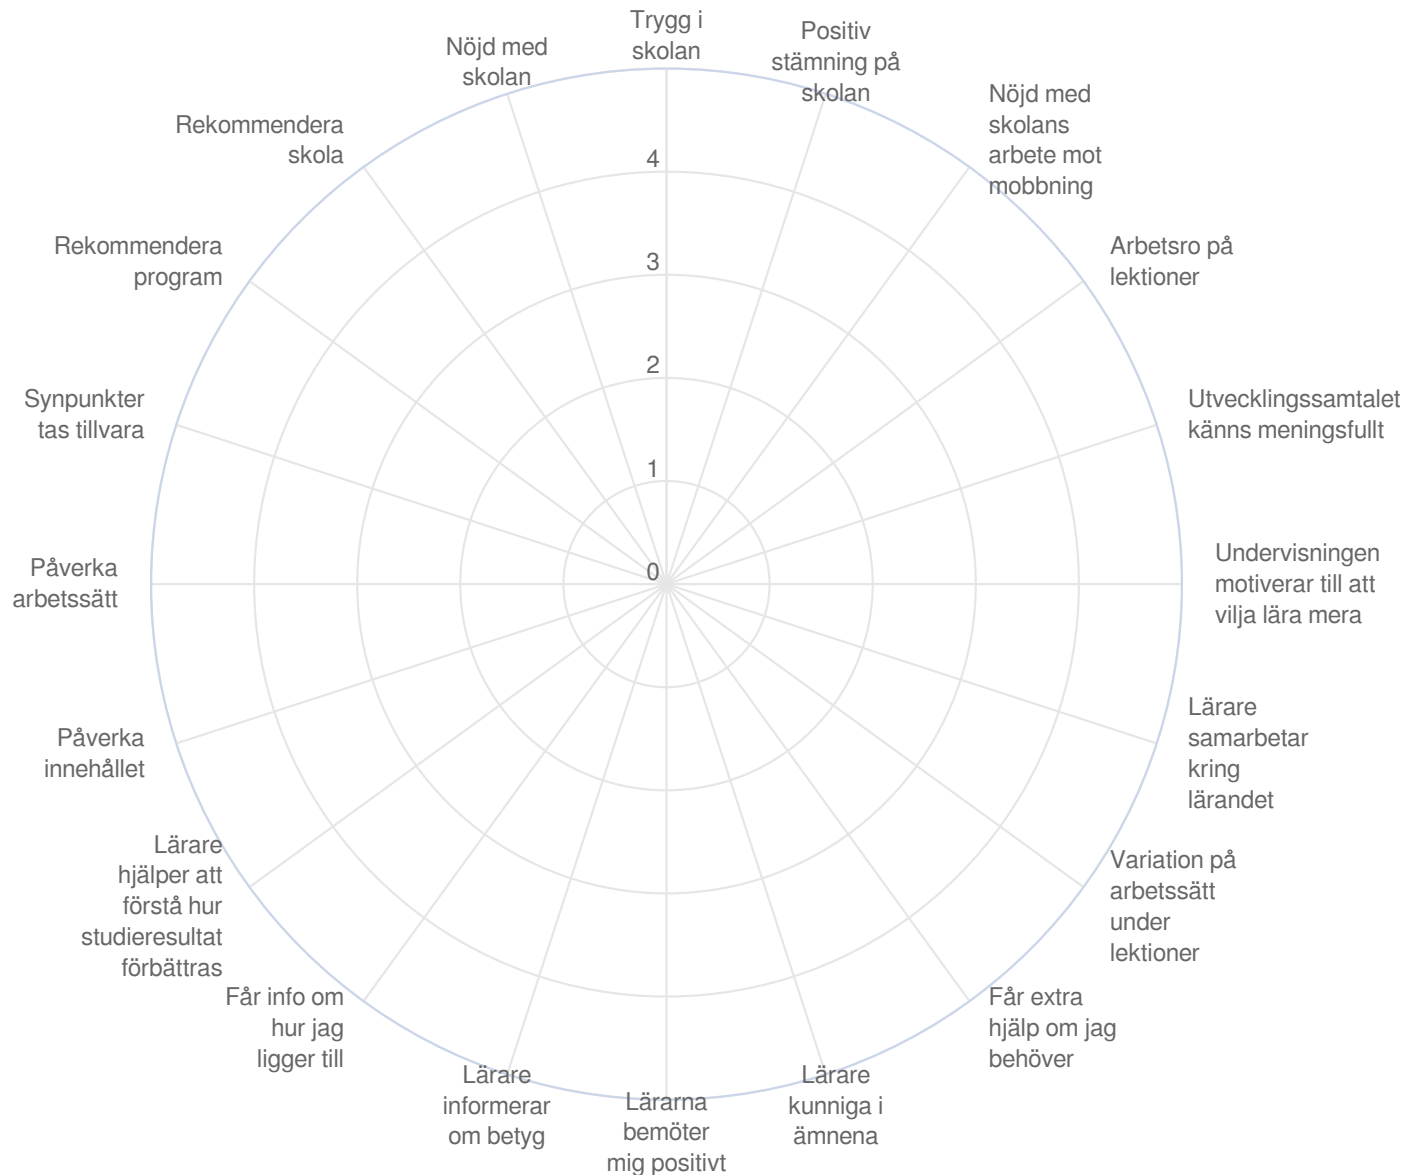 Trygg i
skolan
Positiv
stämning på
skolan
Nöjd med
skolans
arbete mot
mobbning
Arbetsro på
lektioner
Utvecklingssamtalet
känns meningsfullt
Undervisningen
motiverar till att
vilja lära mera
Lärare
samarbetar
kring
lärandet
Variation på
arbetssätt
under
lektioner
Får extra
hjälp om jag
behöver
Lärare
kunniga i
ämnena
Lärarna
bemöter
mig positivt
Lärare
informerar
om betyg
Får info om
hur jag
ligger till
Lärare
hjälper att
förstå hur
studieresultat
förbättras
Påverka
innehållet
Påverka
arbetssätt
Synpunkter
tas tillvara
Rekommendera
program
Rekommendera
skola
Nöjd med
skolan
4
3
2
1
0